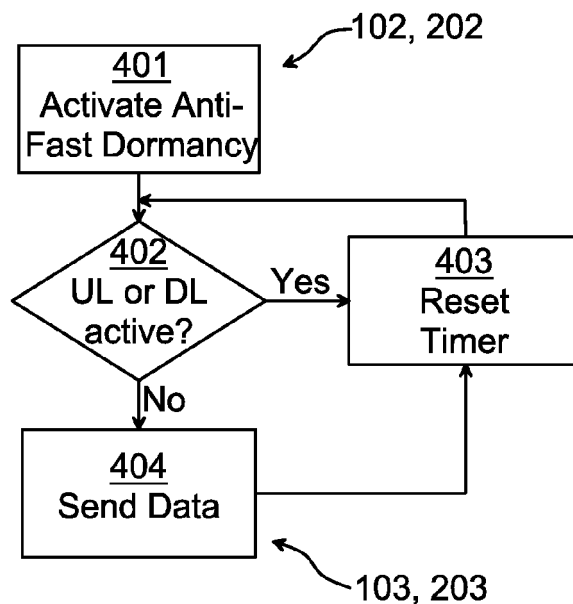 102, 202
401
Activate Anti-
Fast Dormancy
402
UL or DL
active?
Yes
403
Reset
Timer
No
404
Send Data
103, 203